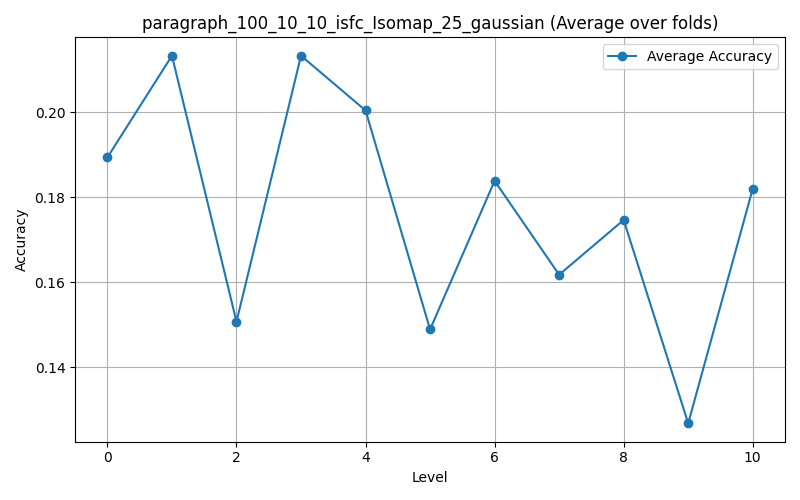 paragraph_100_10_10_isfc_Isomap_25_gaussian (Average over folds)
Average Accuracy
0.20
0.18
0.16
0.14
Accuracy
0 2 4 6 8 10
Level